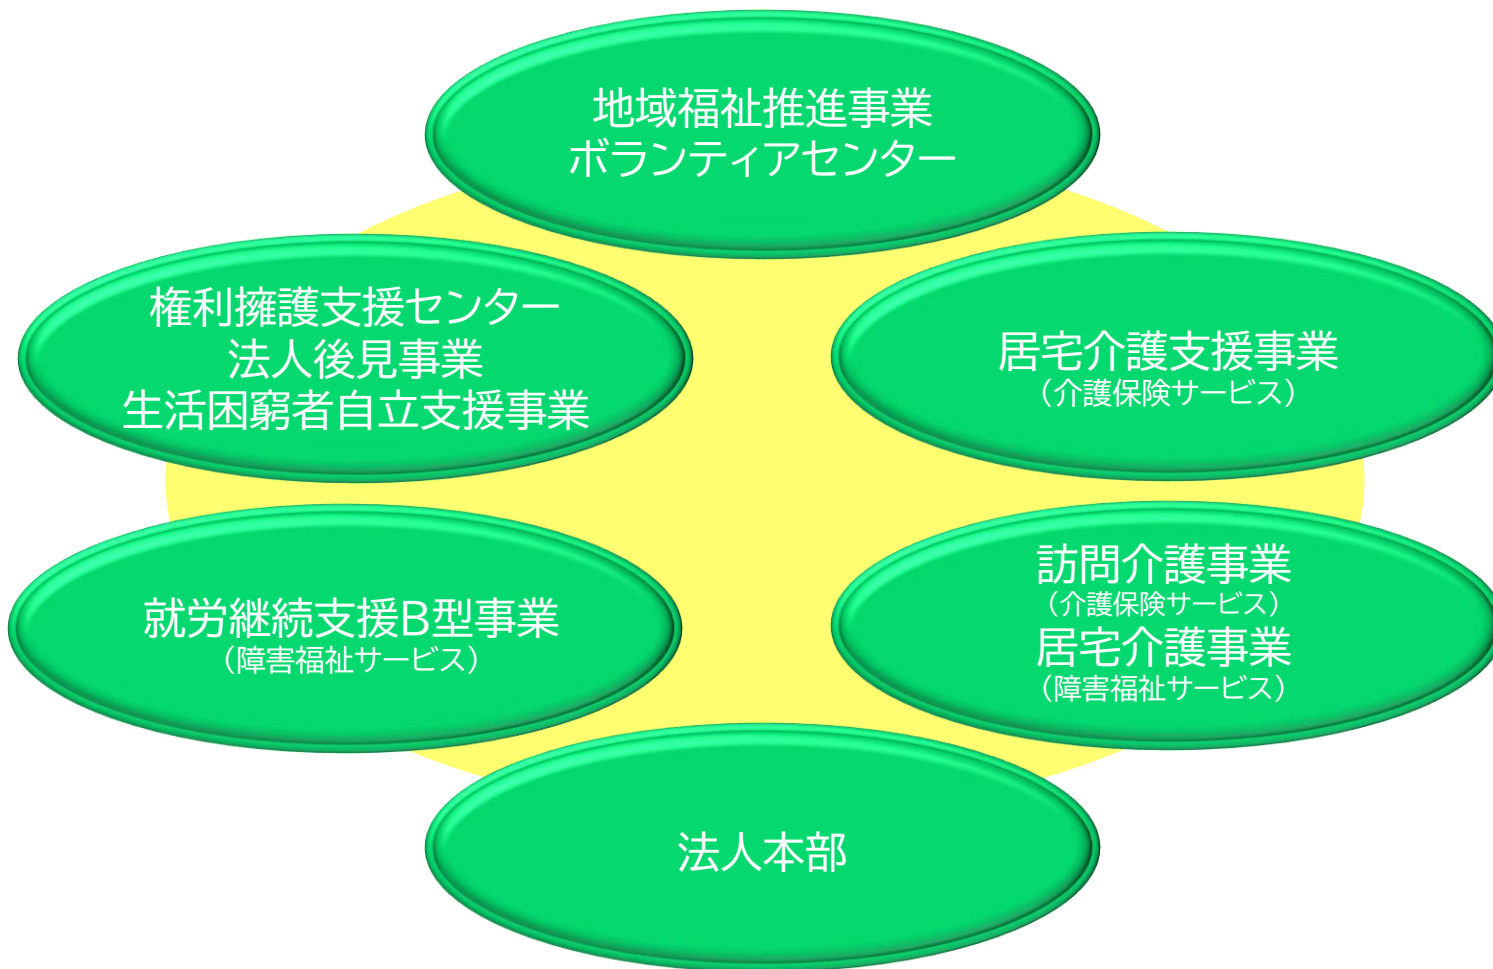 地域福祉推進事業
ボランティアセンター
権利擁護支援センター
法人後見事業
生活困窮者自立支援事業
居宅介護支援事業
（介護保険サービス）
就労継続支援B型事業
（障害福祉サービス）
訪問介護事業
（介護保険サービス）
居宅介護事業
（障害福祉サービス）
法人本部